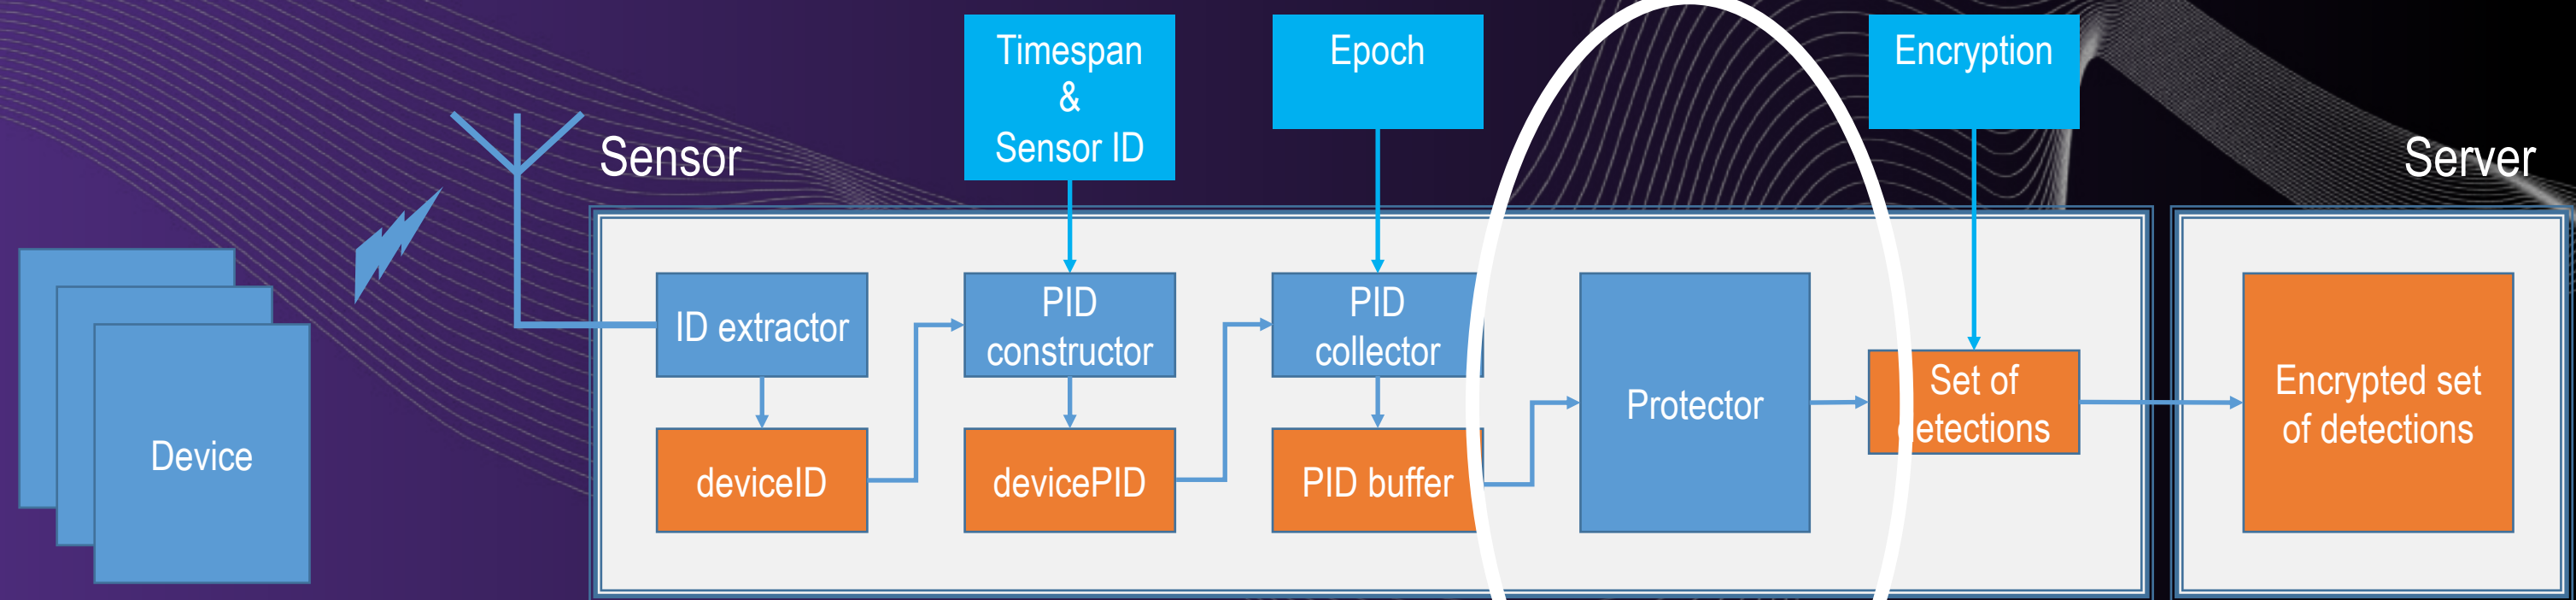 Timespan
&
Sensor ID
Epoch
Encryption
Sensor
Server
ID extractor
PID
constructor
PID
collector
Protector
Set of
detections
Encrypted set
of detections
Device
deviceID
devicePID
PID buffer